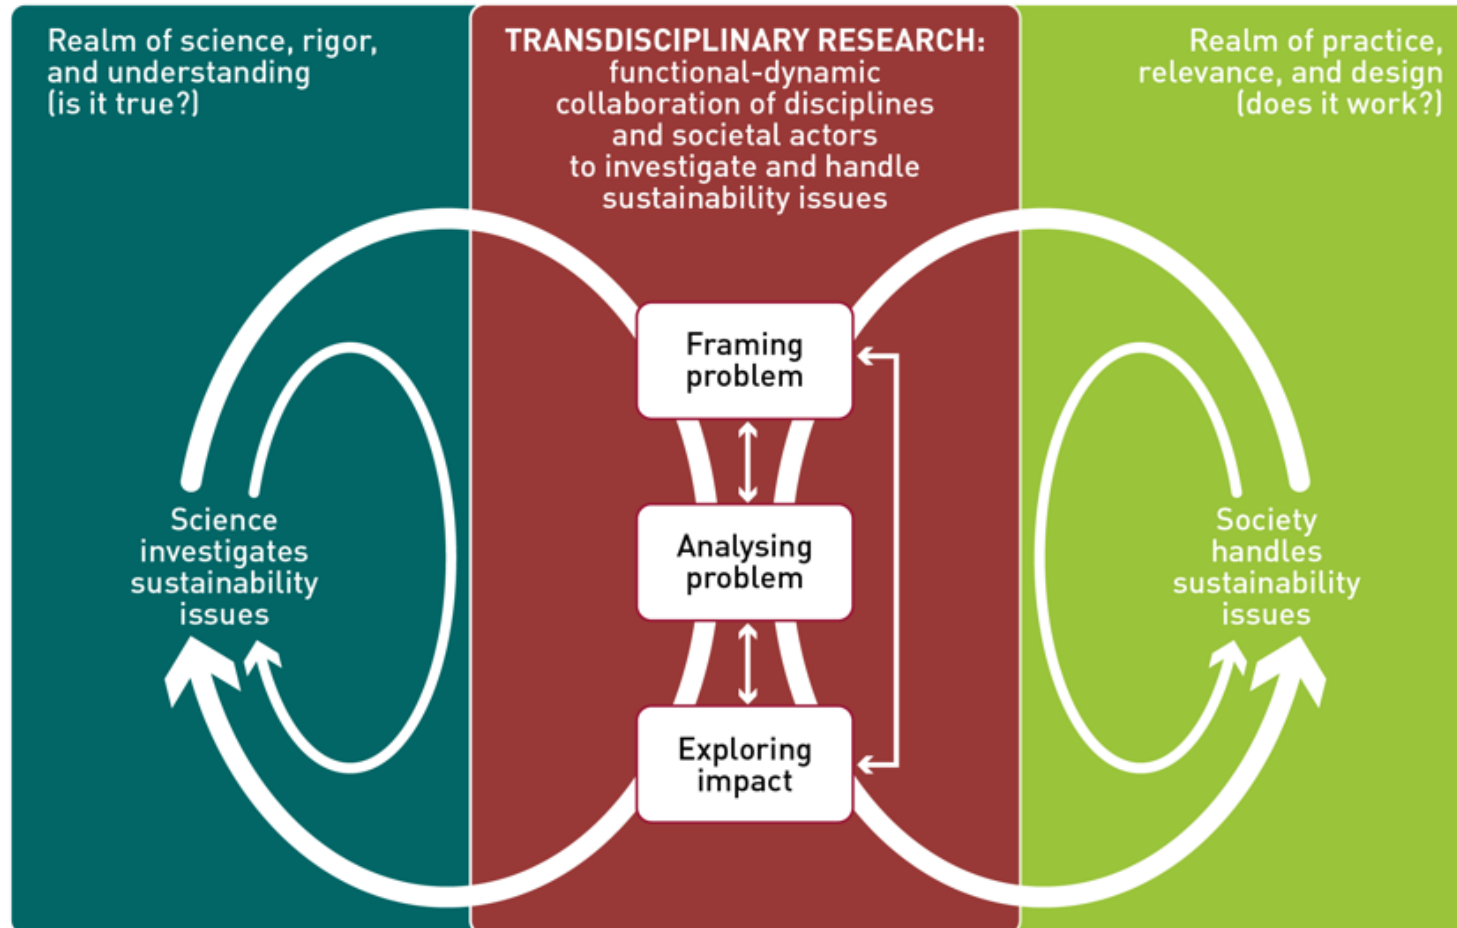 Realm of science, rigor,
and understanding
(is it true?)
TRANSDISCIPLINARY RESEARCH:
functional-dynamic
collaboration of disciplines
and societal actors
to investigate and handle
sustainability issues
Realm of practice,
relevance, and design
(does it work?)
Framing
problem
Analysing
problem
Exploring
impact
Science
investigates
sustainability
issues
Society
handles
sustainability
issues